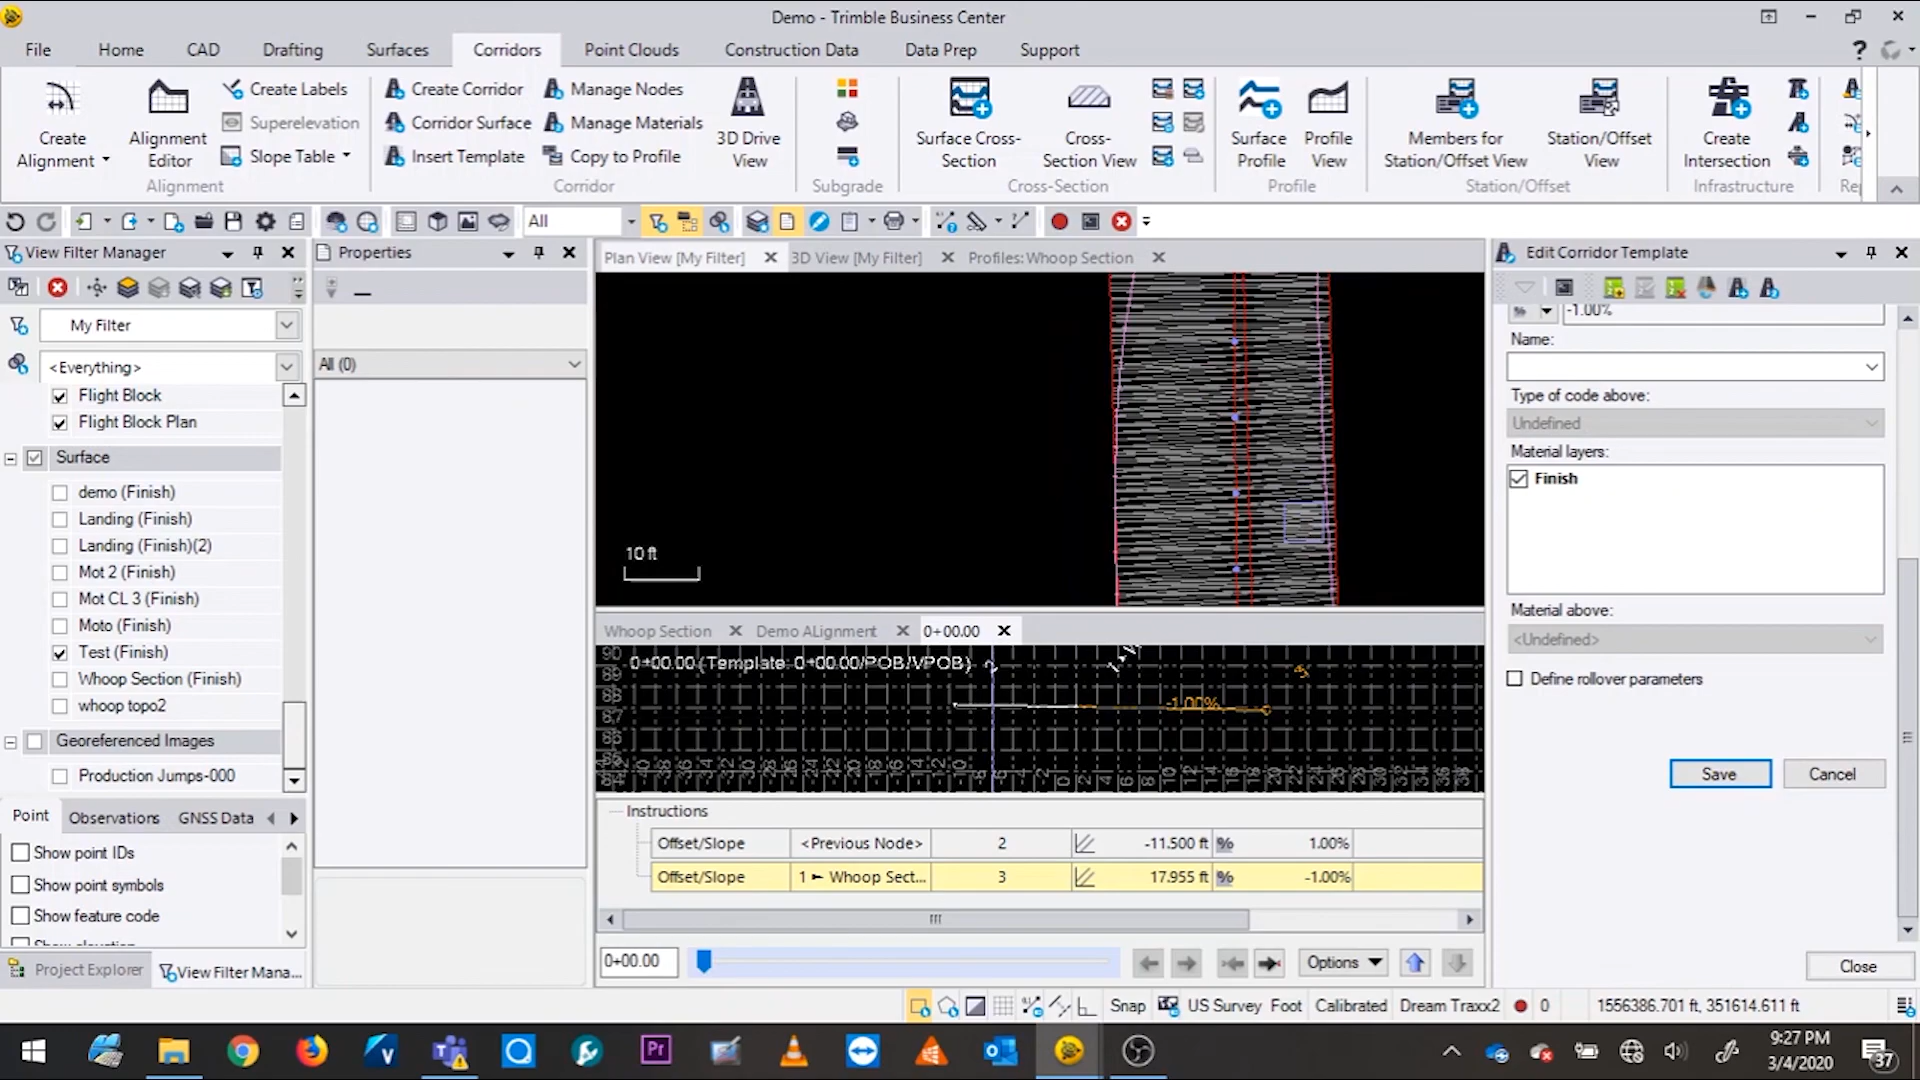 Demo - Trimble Business Center
File Home CAD Drafting Surfaces Corridors Point Clouds Construction Data Data Prep Support
Create Alignment
Alignment Editor
Create Labels
Superelevation
Slope Table
Alignment
Create Corridor
Corridor Surface
Insert Template
Manage Nodes
Manage Materials
Copy to Profile
3D Drive View
Corridor
Subgrade
Surface Cross-Section
Cross-Section View
Cross-Section
Surface Profile
Profile View
Profile
Members for Station/Offset View
Station/Offset View
Station/Offset
Create Intersection
Infrastructure
All
View Filter Manager
My Filter
<Everything>
Flight Block
Flight Block Plan
Surface
demo (Finish)
Landing (Finish)
Landing (Finish)(2)
Mot 2 (Finish)
Mot CL 3 (Finish)
Moto (Finish)
Test (Finish)
Whoop Section (Finish)
whoop topo2
Georeferenced Images
Production Jumps-000
Point Observations GNSS Data
Show point IDs
Show point symbols
Show feature code
Project Explorer View Filter Mana...
Properties
All (0)
Plan View [My Filter] 3D View [My Filter] Profiles: Whoop Section
10 ft
Whoop Section Demo ALignment 0+00.00
0+00.00 (Template: 0+00.00/POB/VPOB)
90
89
88
87
86
-1.00%
Instructions
Offset/Slope <Previous Node> 2 -11.500 ft % 1.00%
Offset/Slope 1 Whoop Sect... 3 17.955 ft % -1.00%
0+00.00 Options
Edit Corridor Template
% -1.00%
Name:
Type of code above:
Undefined
Material layers:
Finish
Material above:
<Undefined>
Define rollover parameters
Save Cancel
Close
Snap US Survey Foot Calibrated Dream Traxx2 0 1556386.701 ft, 351614.611 ft
9:27 PM
3/4/2020
37